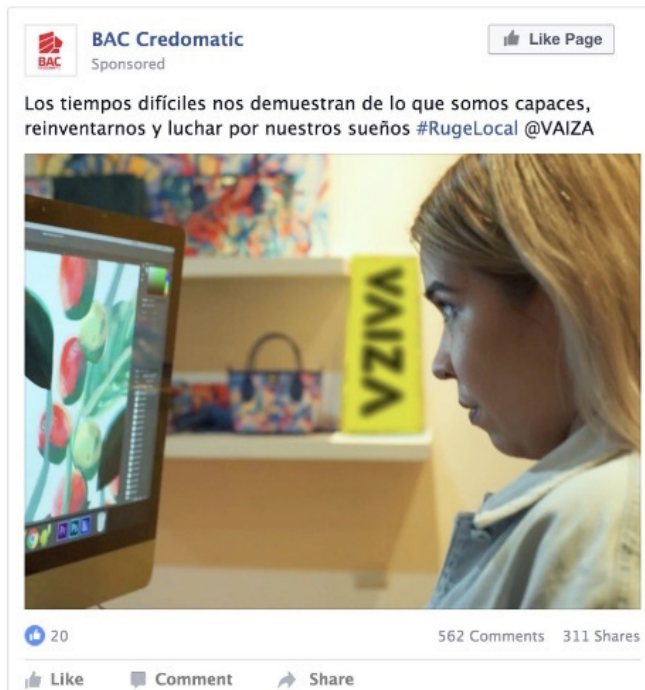 BAC Credomatic
Like Page
BAC
Sponsored
Los tiempos difíciles nos demuestran de lo que somos capaces,
reinventarnos y luchar por nuestros sueños #RugeLocal @VAIZA
VAIZA
20
562 Comments 311 Shares
Like Comment Share